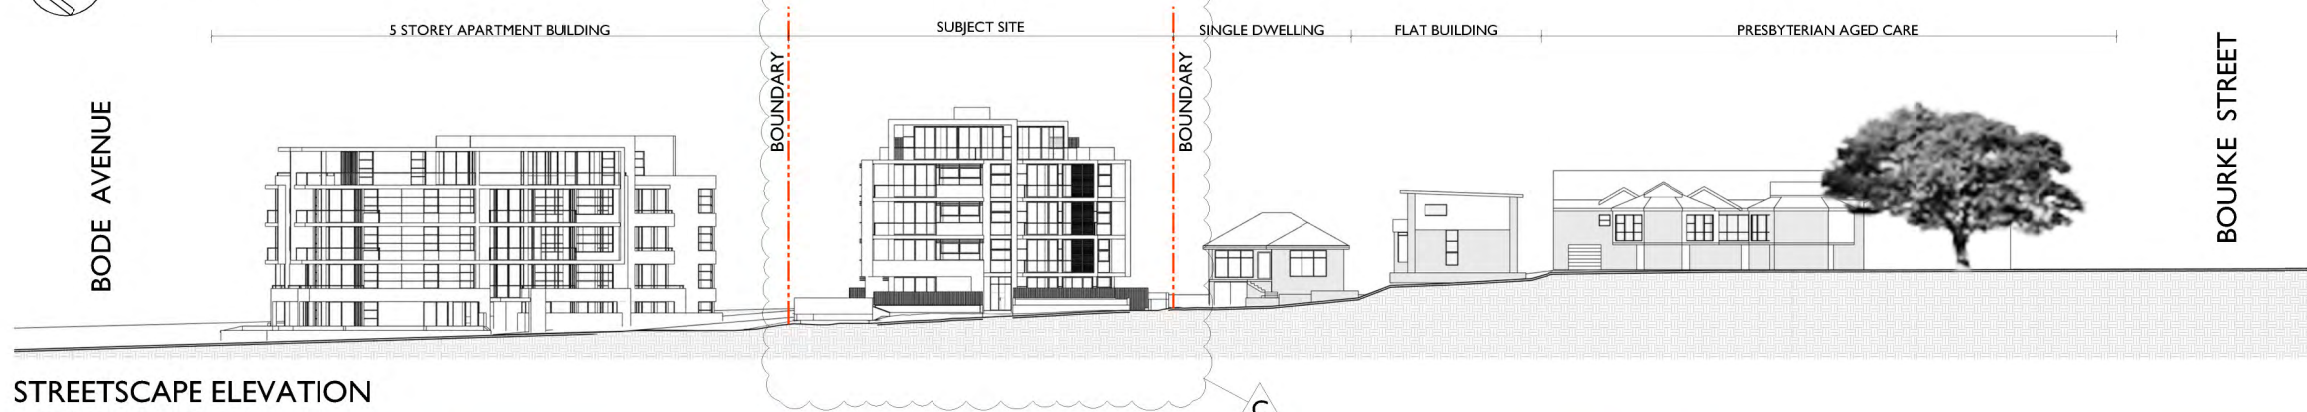 5 STOREY APARTMENT BUILDING
SUBJECT SITE
SINGLE DWELLING
FLAT BUILDING
PRESBYTERIAN AGED CARE
BODE AVENUE
BOUNDARY
BOUNDARY
BOURKE STREET
STREETSCAPE ELEVATION
C